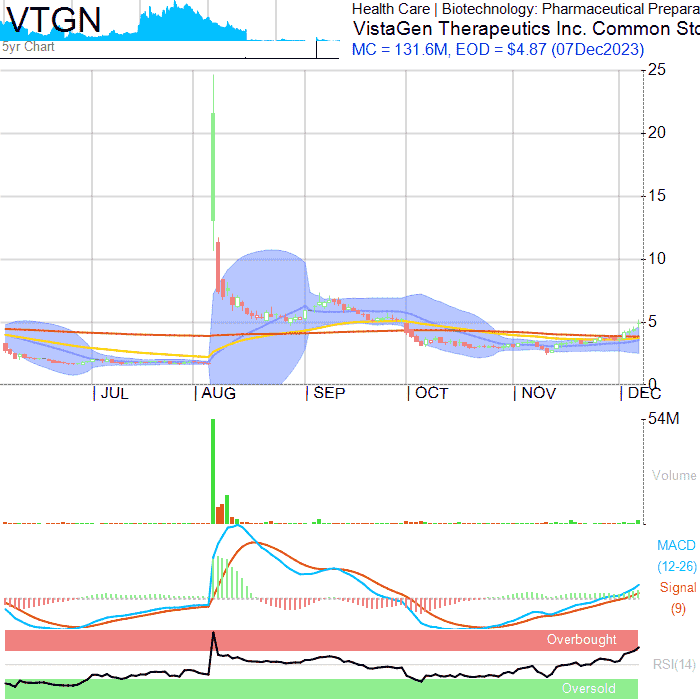 VTGN
5yr Chart
Health Care | Biotechnology: Pharmaceutical Prepara
VistaGen Therapeutics Inc. Common Sto
MC = 131.6M, EOD = $4.87 (07Dec2023)
25
20
15
10
5
0
JUL
AUG
SEP
OCT
NOV
DEC
54M
Volume
MACD
(12-26)
Signal
(9)
Overbought
RSI(14)
Oversold